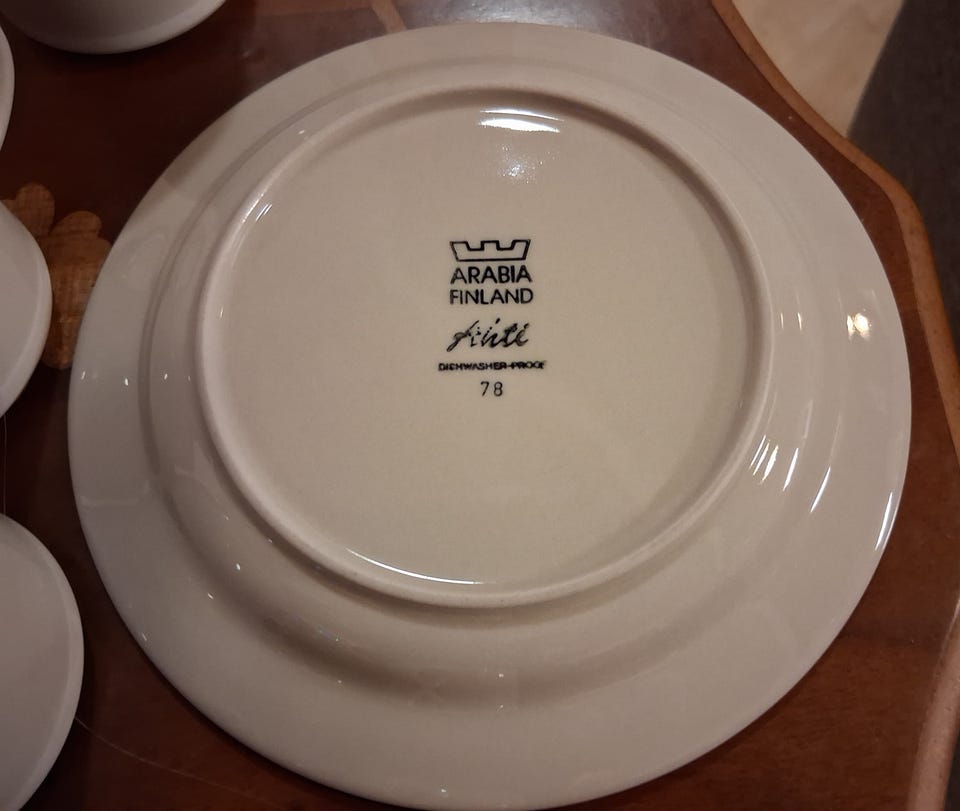 ARABIA
FINLAND
DISHWASHER-PROOF
78